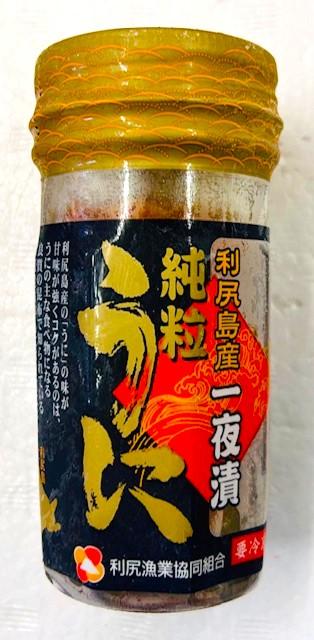 利尻島産一夜漬
純粒
うに
利尻島産の「うに」の味が
甘味が強くコクがあるのは、
うにの主な食べ物になる
良質の昆布で知られている
利尻漁業協同組合
要冷